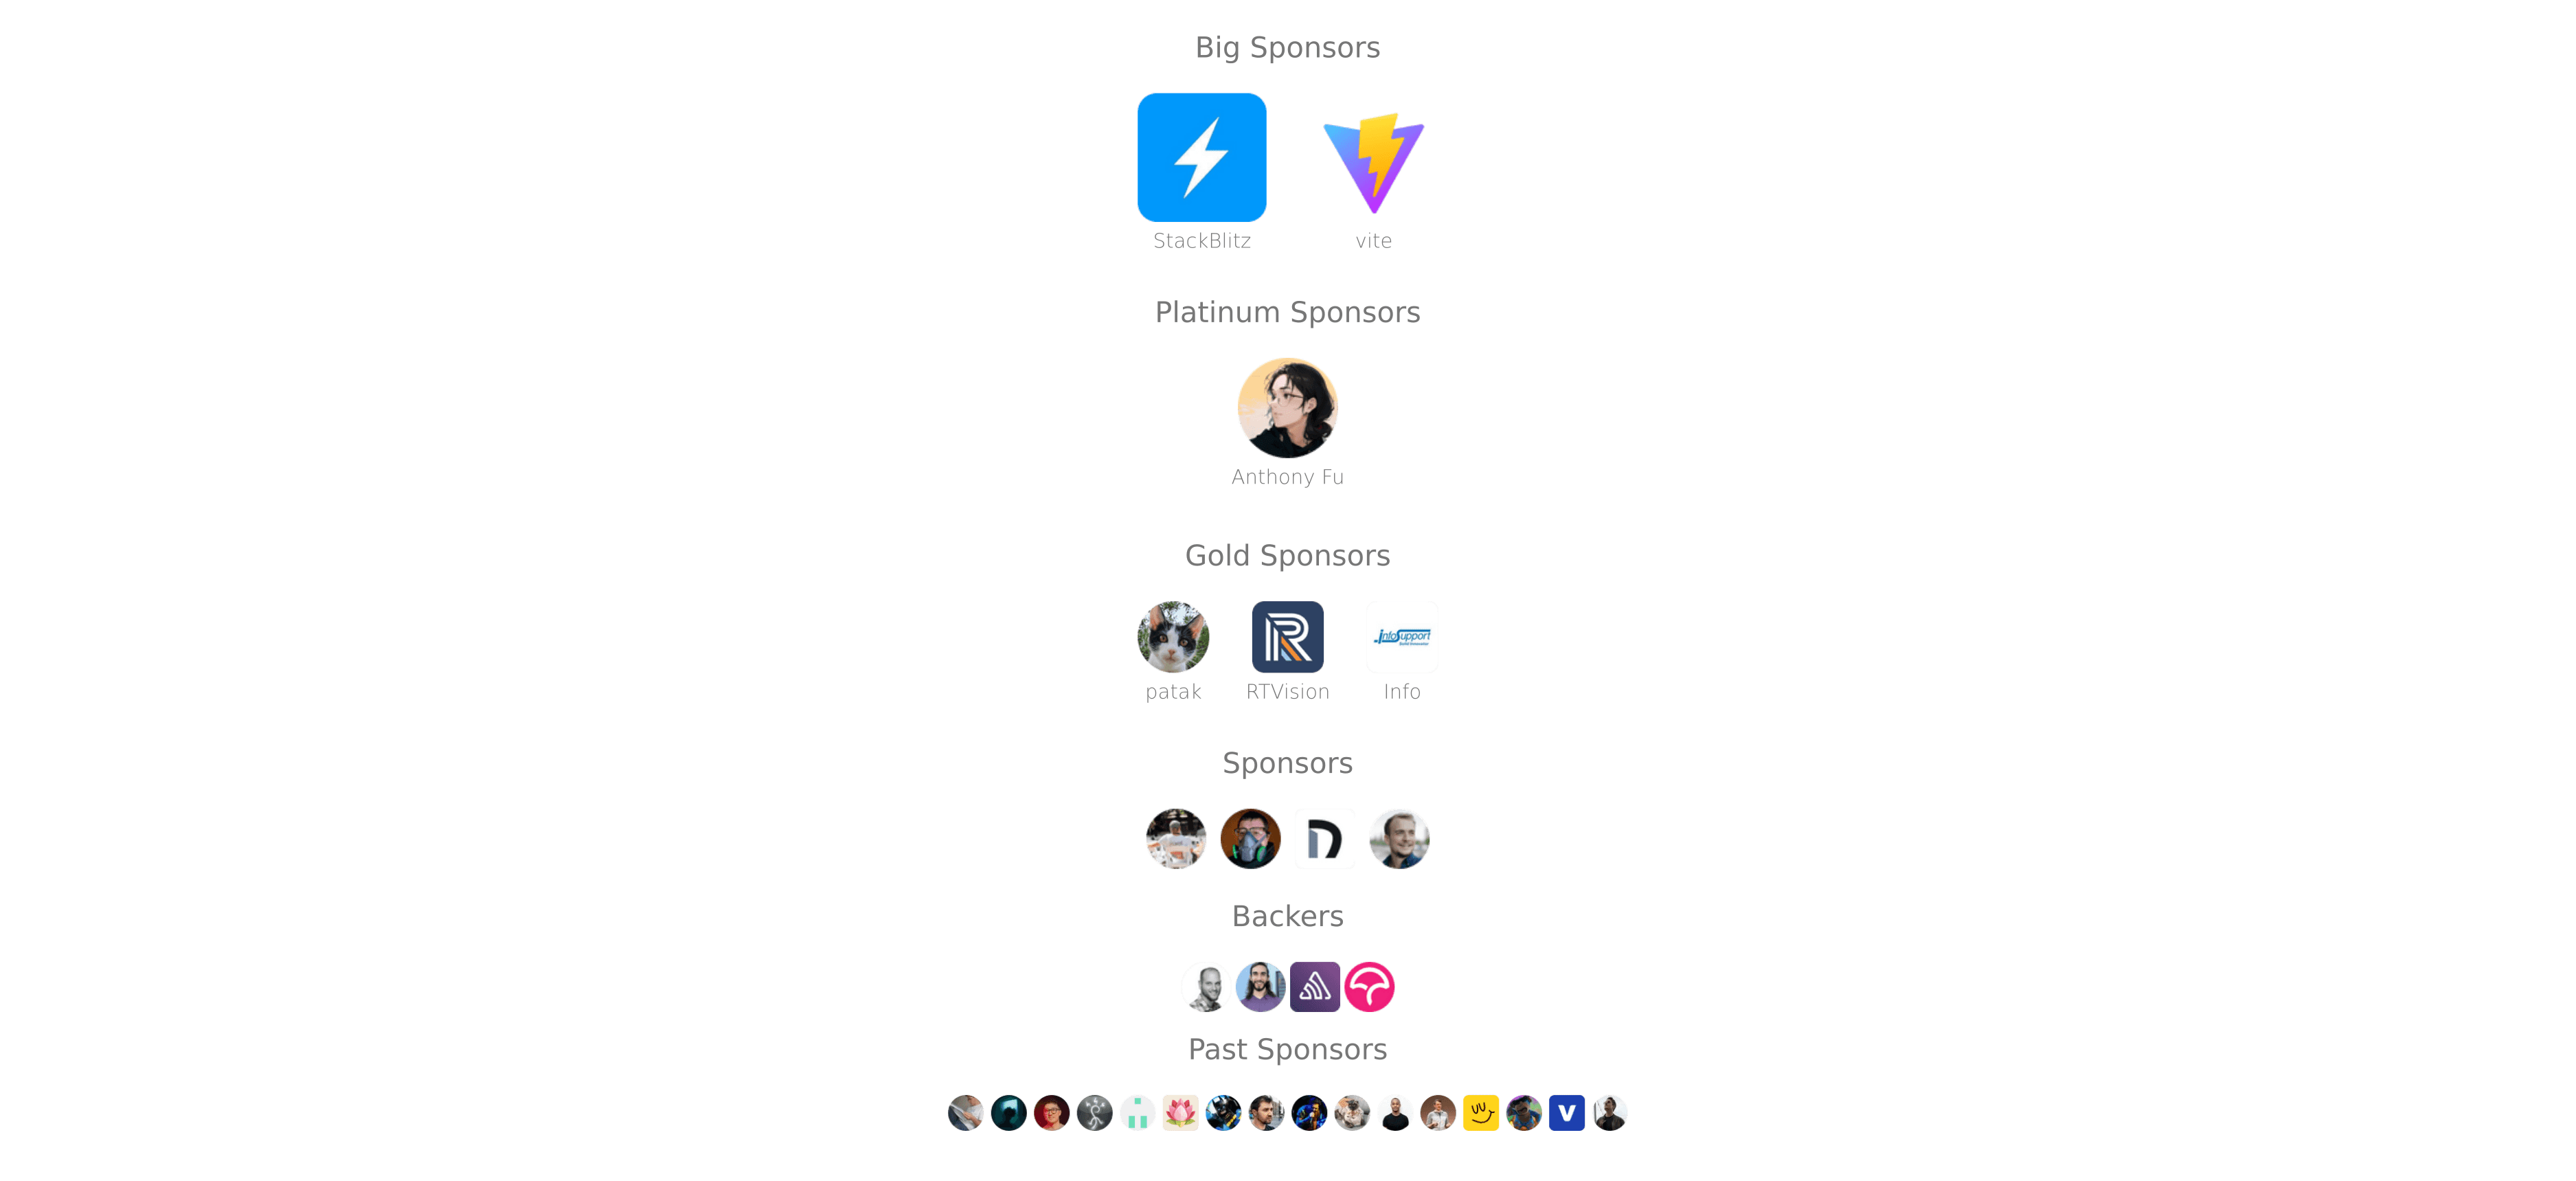 Big Sponsors
StackBlitz
vite
Platinum Sponsors
Anthony Fu
Gold Sponsors
infoSupport
patak
RTVision
Info
Sponsors
Backers
Past Sponsors